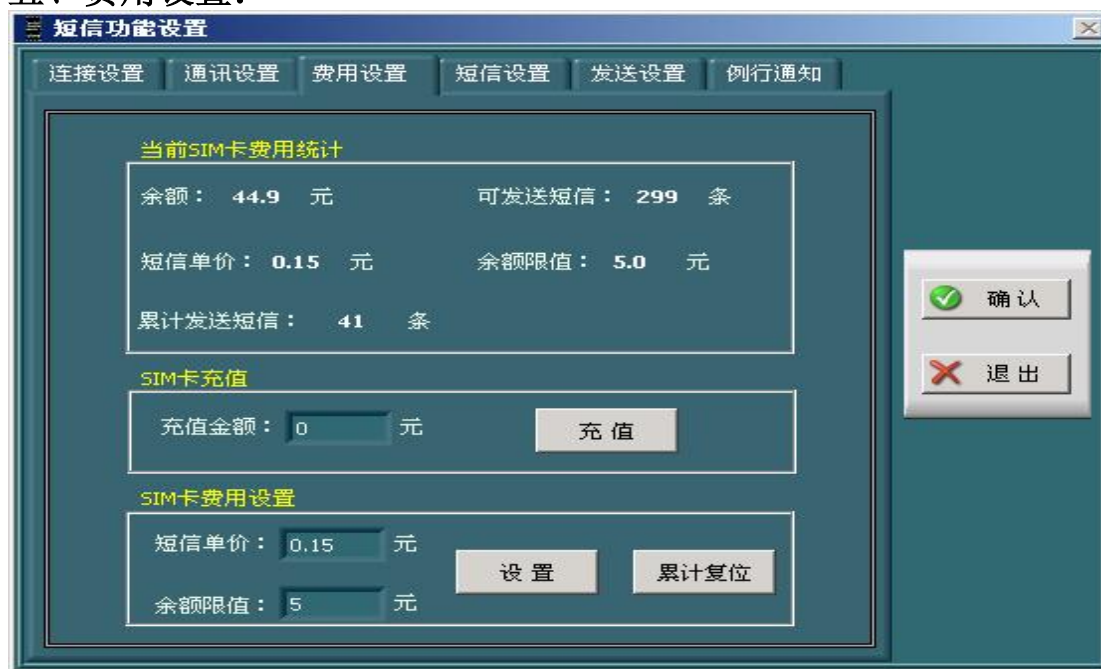 五、费用设置：
短信功能设置
连接设置 通讯设置 费用设置 短信设置 发送设置 例行通知
当前SIM卡费用统计
余额： 44.9 元 可发送短信： 299 条
短信单价： 0.15 元 余额限值： 5.0 元
累计发送短信： 41 条
确认
退出
SIM卡充值
充值金额： 0 元 充值
SIM卡费用设置
短信单价： 0.15 元
设置 累计复位
余额限值： 5 元